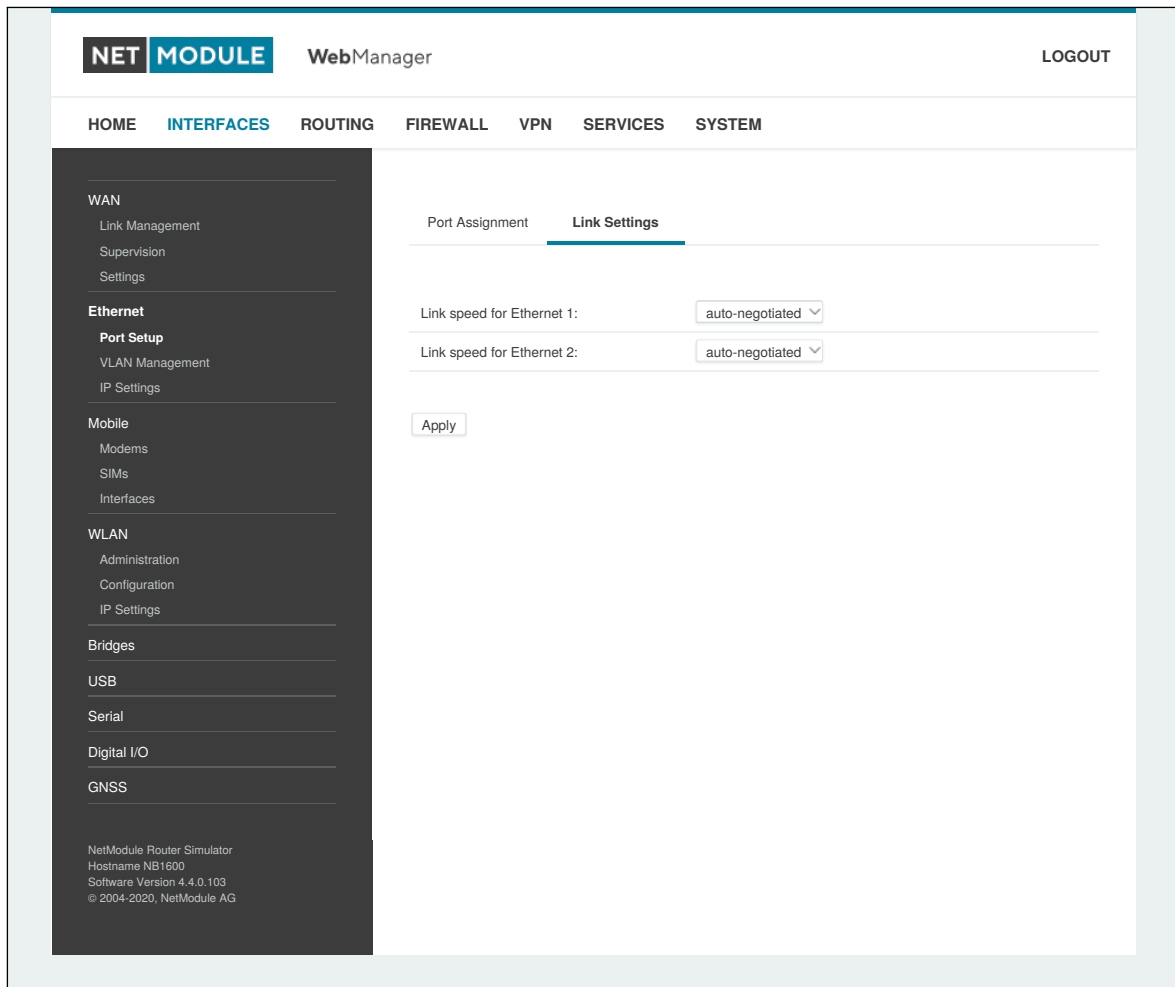 NET MODULE WebManager LOGOUT
HOME INTERFACES ROUTING FIREWALL VPN SERVICES SYSTEM
WAN
Link Management
Supervision
Settings
Ethernet
Port Setup
VLAN Management
IP Settings
Mobile
Modems
SIMs
Interfaces
WLAN
Administration
Configuration
IP Settings
Bridges
USB
Serial
Digital I/O
GNSS
NetModule Router Simulator
Hostname NB1600
Software Version 4.4.0.103
© 2004-2020, NetModule AG
Port Assignment Link Settings
Link speed for Ethernet 1: auto-negotiated
Link speed for Ethernet 2: auto-negotiated
Apply